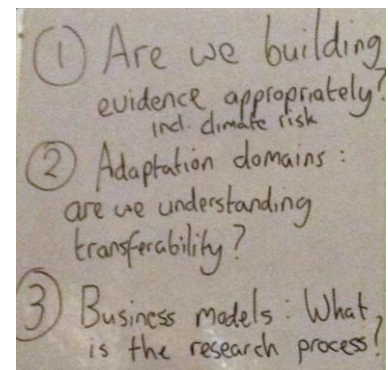 ① Are we building
evidence appropriately?
incl. climate risk
② Adaptation domains :
are we understanding
transferability?
③ Business models : What
is the research process?